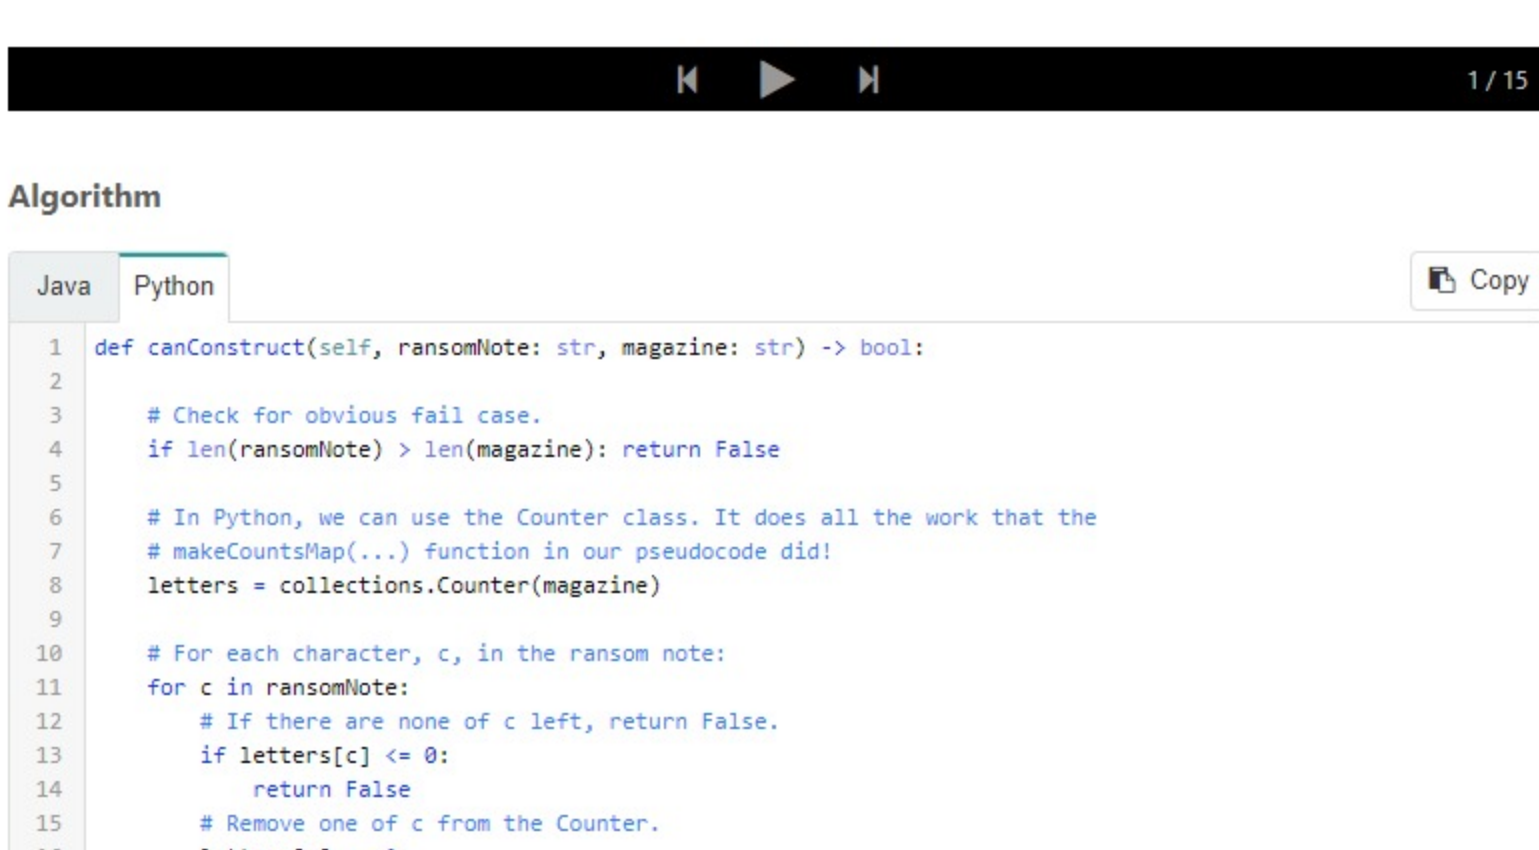 1 / 15
Algorithm
Java Python Copy
1 def canConstruct(self, ransomNote: str, magazine: str) -> bool:
2
3 # Check for obvious fail case.
4 if len(ransomNote) > len(magazine): return False
5
6 # In Python, we can use the Counter class. It does all the work that the
7 # makeCountsMap(...) function in our pseudocode did!
8 letters = collections.Counter(magazine)
9
10 # For each character, c, in the ransom note:
11 for c in ransomNote:
12 # If there are none of c left, return False.
13 if letters[c] <= 0:
14 return False
15 # Remove one of c from the Counter.